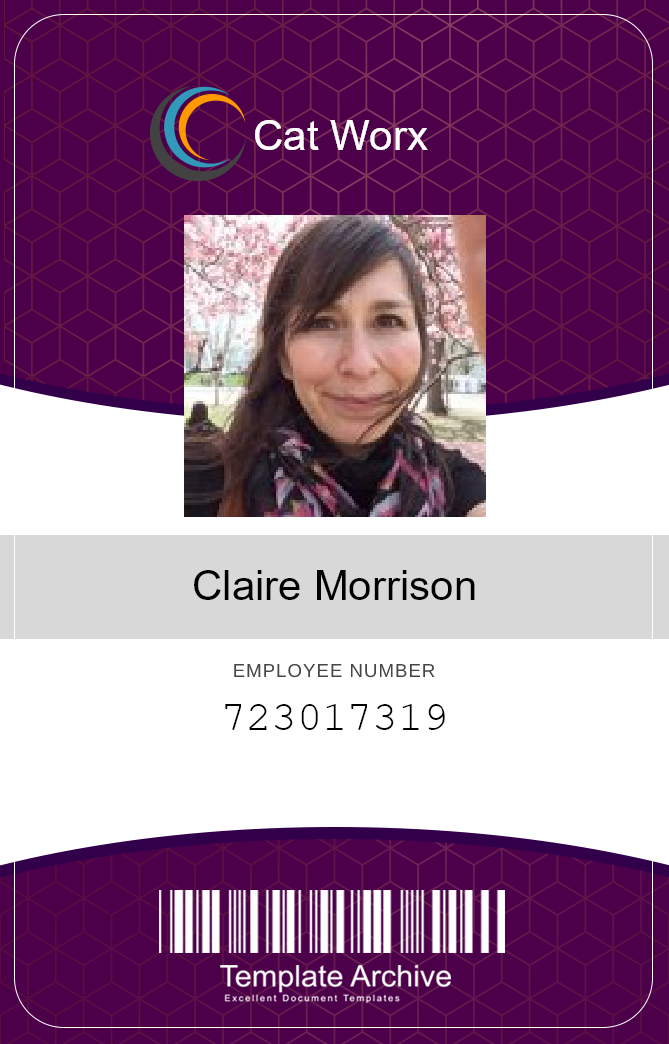 Cat Worx
Claire Morrison
EMPLOYEE NUMBER
723017319
Template Archive
Excellent Document Templates